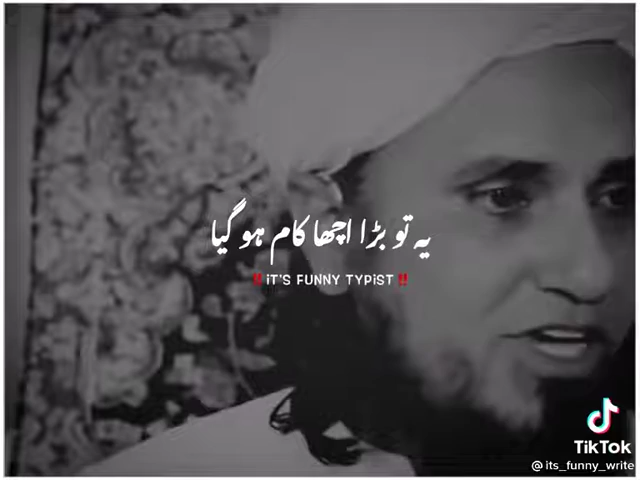 یہ تو بڑا اچھا کام ہو گیا
‼️IT'S FUNNY TYPIST‼️
TikTok
@its_funny_write